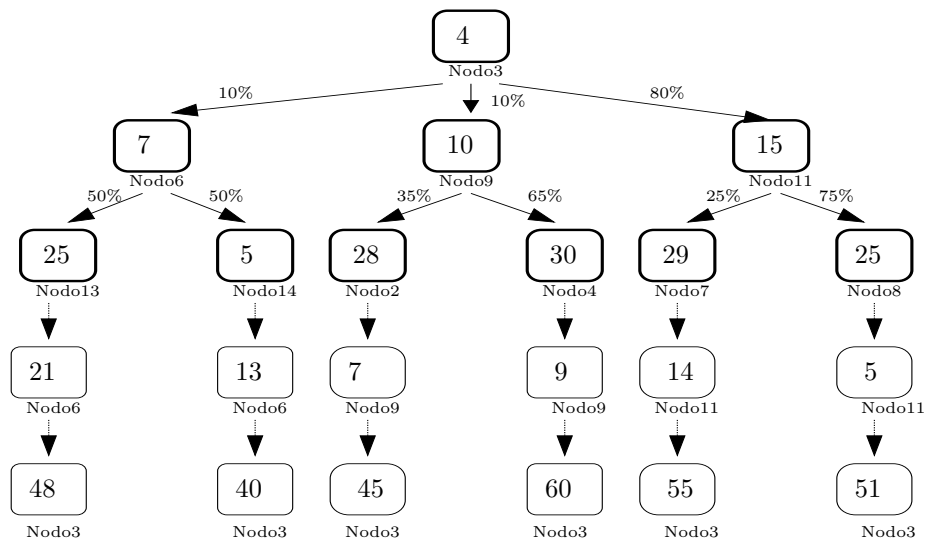 4
Nodo3
10% 10% 80%
7 10 15
Nodo6 Nodo9 Nodo11
50% 50% 35% 65% 25% 75%
25 5 28 30 29 25
Nodo13 Nodo14 Nodo2 Nodo4 Nodo7 Nodo8
21 13 7 9 14 5
Nodo6 Nodo6 Nodo9 Nodo9 Nodo11 Nodo11
48 40 45 60 55 51
Nodo3 Nodo3 Nodo3 Nodo3 Nodo3 Nodo3